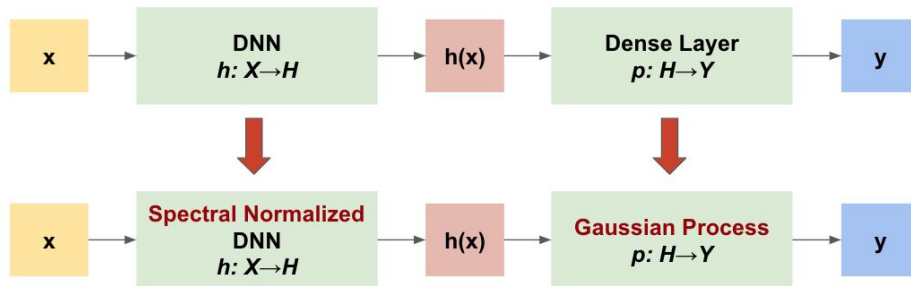 x
DNN
h: X→H
h(x)
Dense Layer
p: H→Y
y
x
Spectral Normalized
DNN
h: X→H
h(x)
Gaussian Process
p: H→Y
y